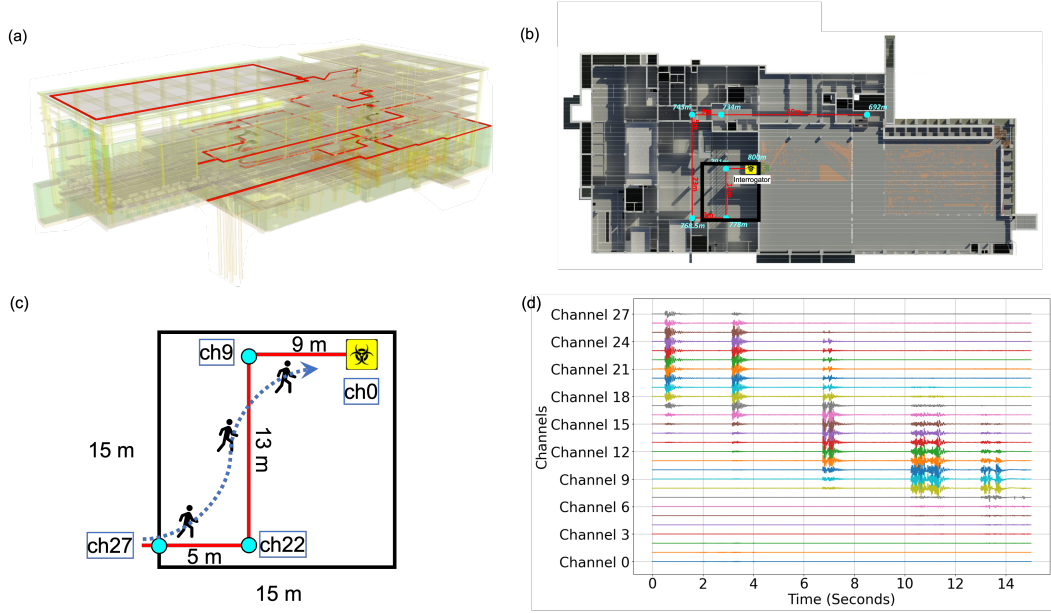 (a)
(b)
743m
734m
692m
800m
Interrogator
768.5m
778m
(c)
ch9
9 m
ch0
13 m
15 m
ch27
5 m
ch22
15 m
(d)
Channel 27
Channel 24
Channel 21
Channel 18
Channel 15
Channel 12
Channel 9
Channel 6
Channel 3
Channel 0
Channels
0 2 4 6 8 10 12 14
Time (Seconds)